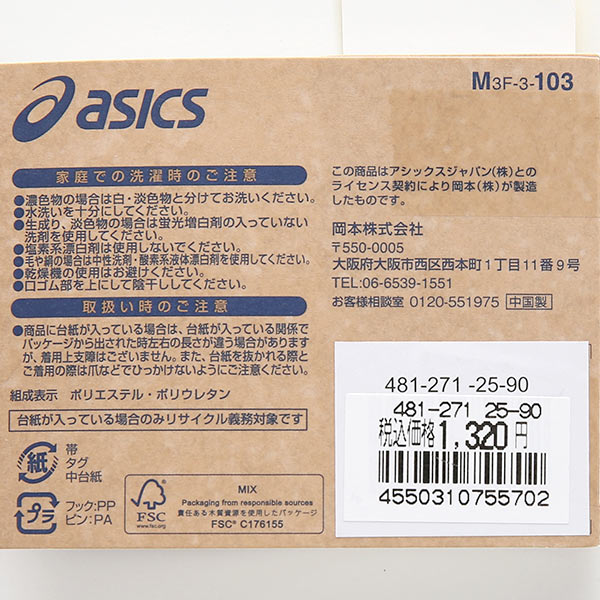 asics
M3F-3-103
家庭での洗濯時のご注意
●濃色物の場合は白・淡色物と分けてお洗いください。
●水洗いを十分にしてください。
●生成り、淡色物の場合は蛍光増白剤の入っていない
洗剤を使用してください。
●塩素系漂白剤は使用しないでください。
●毛や絹の場合は中性洗剤・酸素系液体漂白剤を使用してください。
●乾燥機の使用はお避けください。
●口ゴム部を上にして陰干ししてください。
取扱い時のご注意
●商品に台紙が入っている場合は、台紙が入っている関係で
パッケージから出された時左右の長さが違う場合があります
が、着用上支障はございません。また、台紙を抜かれる際と
ご着用の際は爪などでひっかけないようにご注意ください。
組成表示 ポリエステル・ポリウレタン
台紙が入っている場合のみリサイクル義務対象です
紙
帯
タグ
中台紙
プラ
フック:PP
ピン:PA
FSC
www.fsc.org
MIX
Packaging from responsible sources
責任ある木質資源を使用したパッケージ
FSC® C176155
この商品はアシックスジャパン(株)との
ライセンス契約により岡本(株)が製造
したものです。
岡本株式会社
〒550-0005
大阪府大阪市西区西本町1丁目11番9号
TEL:06-6539-1551
お客様相談室 0120-551975 中国製
481-271 -25-90
481-271 25-90
税込価格 1,320円
4550310755702